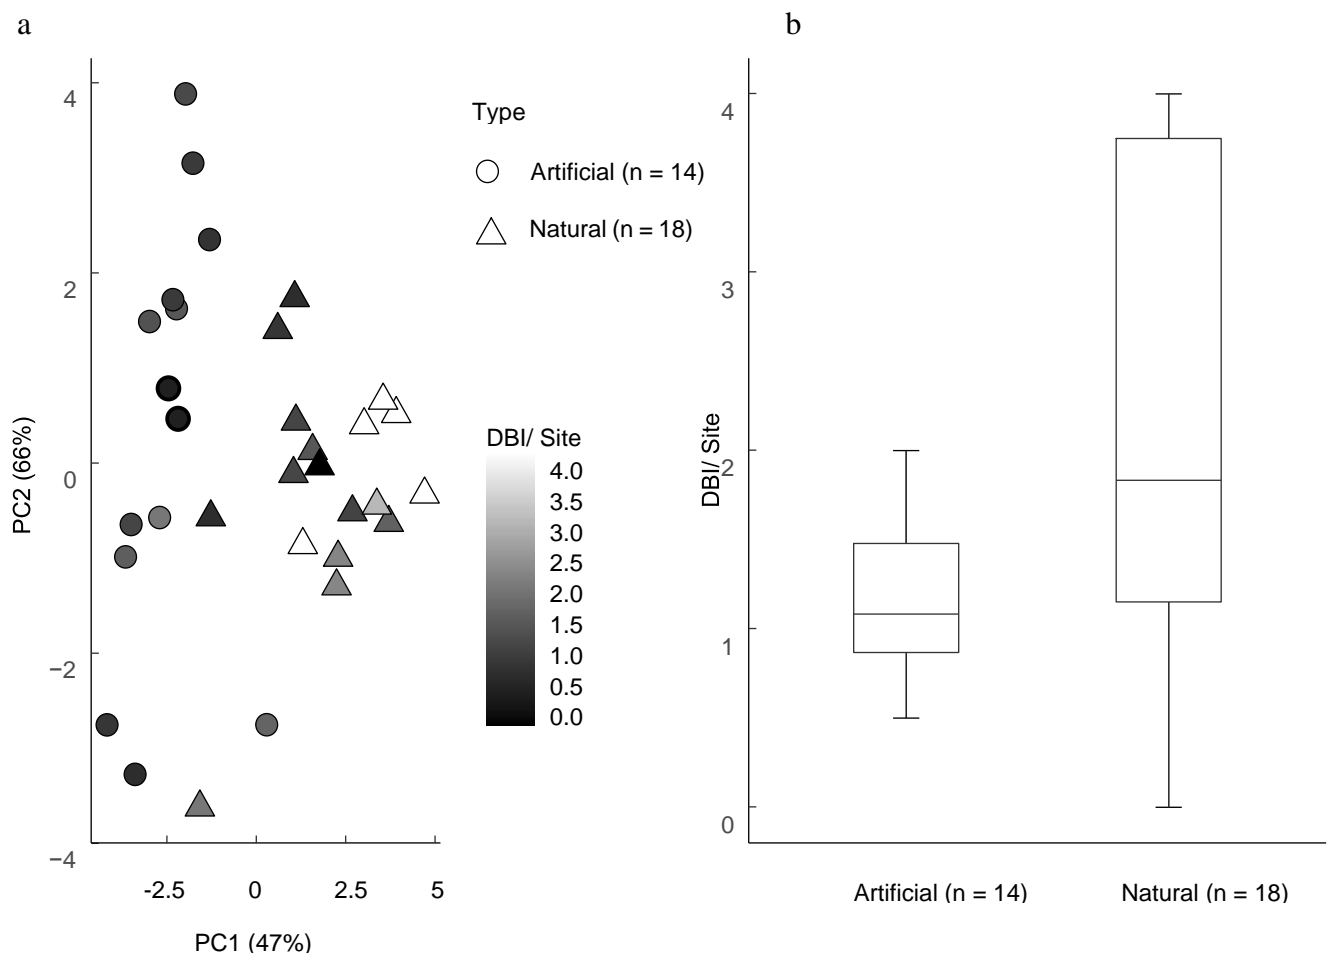 a
4
2
0
−2
−4
PC2 (66%)
-2.5 0 2.5 5
PC1 (47%)
Type
Artificial (n = 14)
Natural (n = 18)
DBI/ Site
4.0
3.5
3.0
2.5
2.0
1.5
1.0
0.5
0.0
b
4
3
2
1
0
DBI/ Site
Artificial (n = 14) Natural (n = 18)